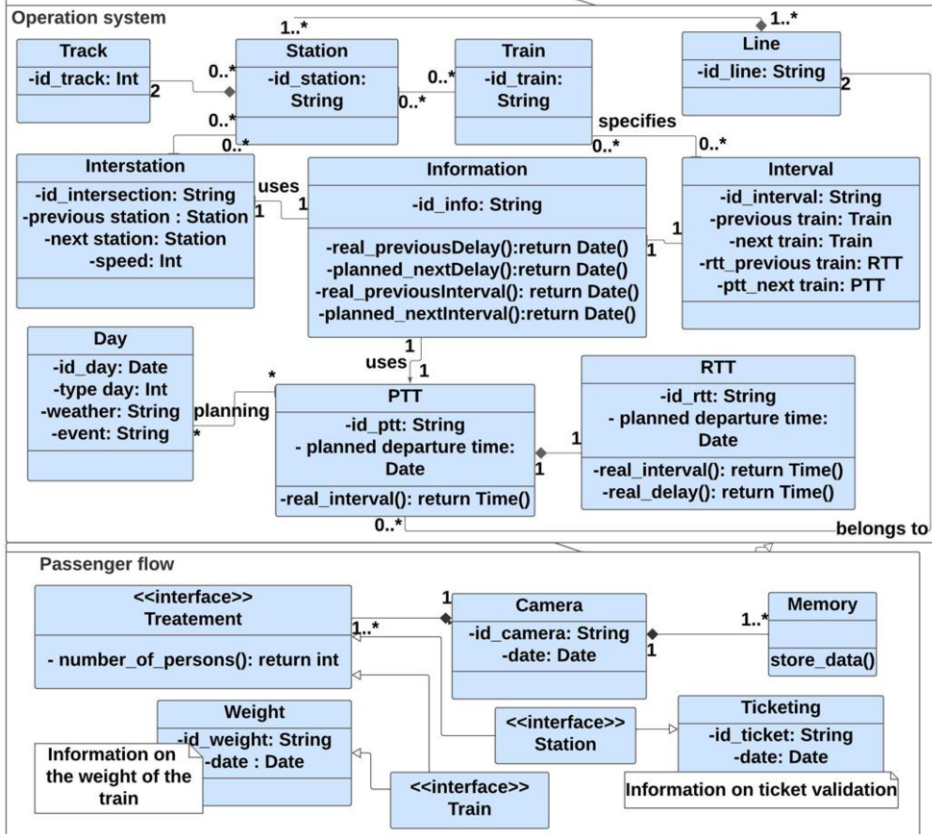 Operation system
1..*
1..*
Track
-id_track: Int
2
0..*
Station
-id_station:
String
0..*
0..*
0..*
Train
-id_train:
String
Line
-id_line: String
2
specifies
0..*
0..*
0..*
Interstation
-id_intersection: String
-previous station : Station
-next station: Station
-speed: Int
uses
1
1
Information
-id_info: String
-real_previousDelay():return Date()
-planned_nextDelay():return Date()
-real_previousInterval(): return Date()
-planned_nextInterval():return Date()
1
1
Interval
-id_interval: String
-previous train: Train
-next train: Train
-rtt_previous train: RTT
-ptt_next train: PTT
1
uses
1
Day
-id_day: Date
-type day: Int
-weather: String
-event: String
planning
*
*
PTT
-id_ptt: String
- planned departure time:
Date
-real_interval(): return Time()
1
1
RTT
-id_rtt: String
- planned departure time:
Date
-real_interval(): return Time()
-real_delay(): return Time()
0..*
belongs to
Passenger flow
<<interface>>
Treatement
- number_of_persons(): return int
1
1..*
Camera
-id_camera: String
-date: Date
1
1..*
Memory
store_data()
Weight
-id_weight: String
-date : Date
Information on
the weight of the
train
<<interface>>
Station
<<interface>>
Train
Ticketing
-id_ticket: String
-date: Date
Information on ticket validation